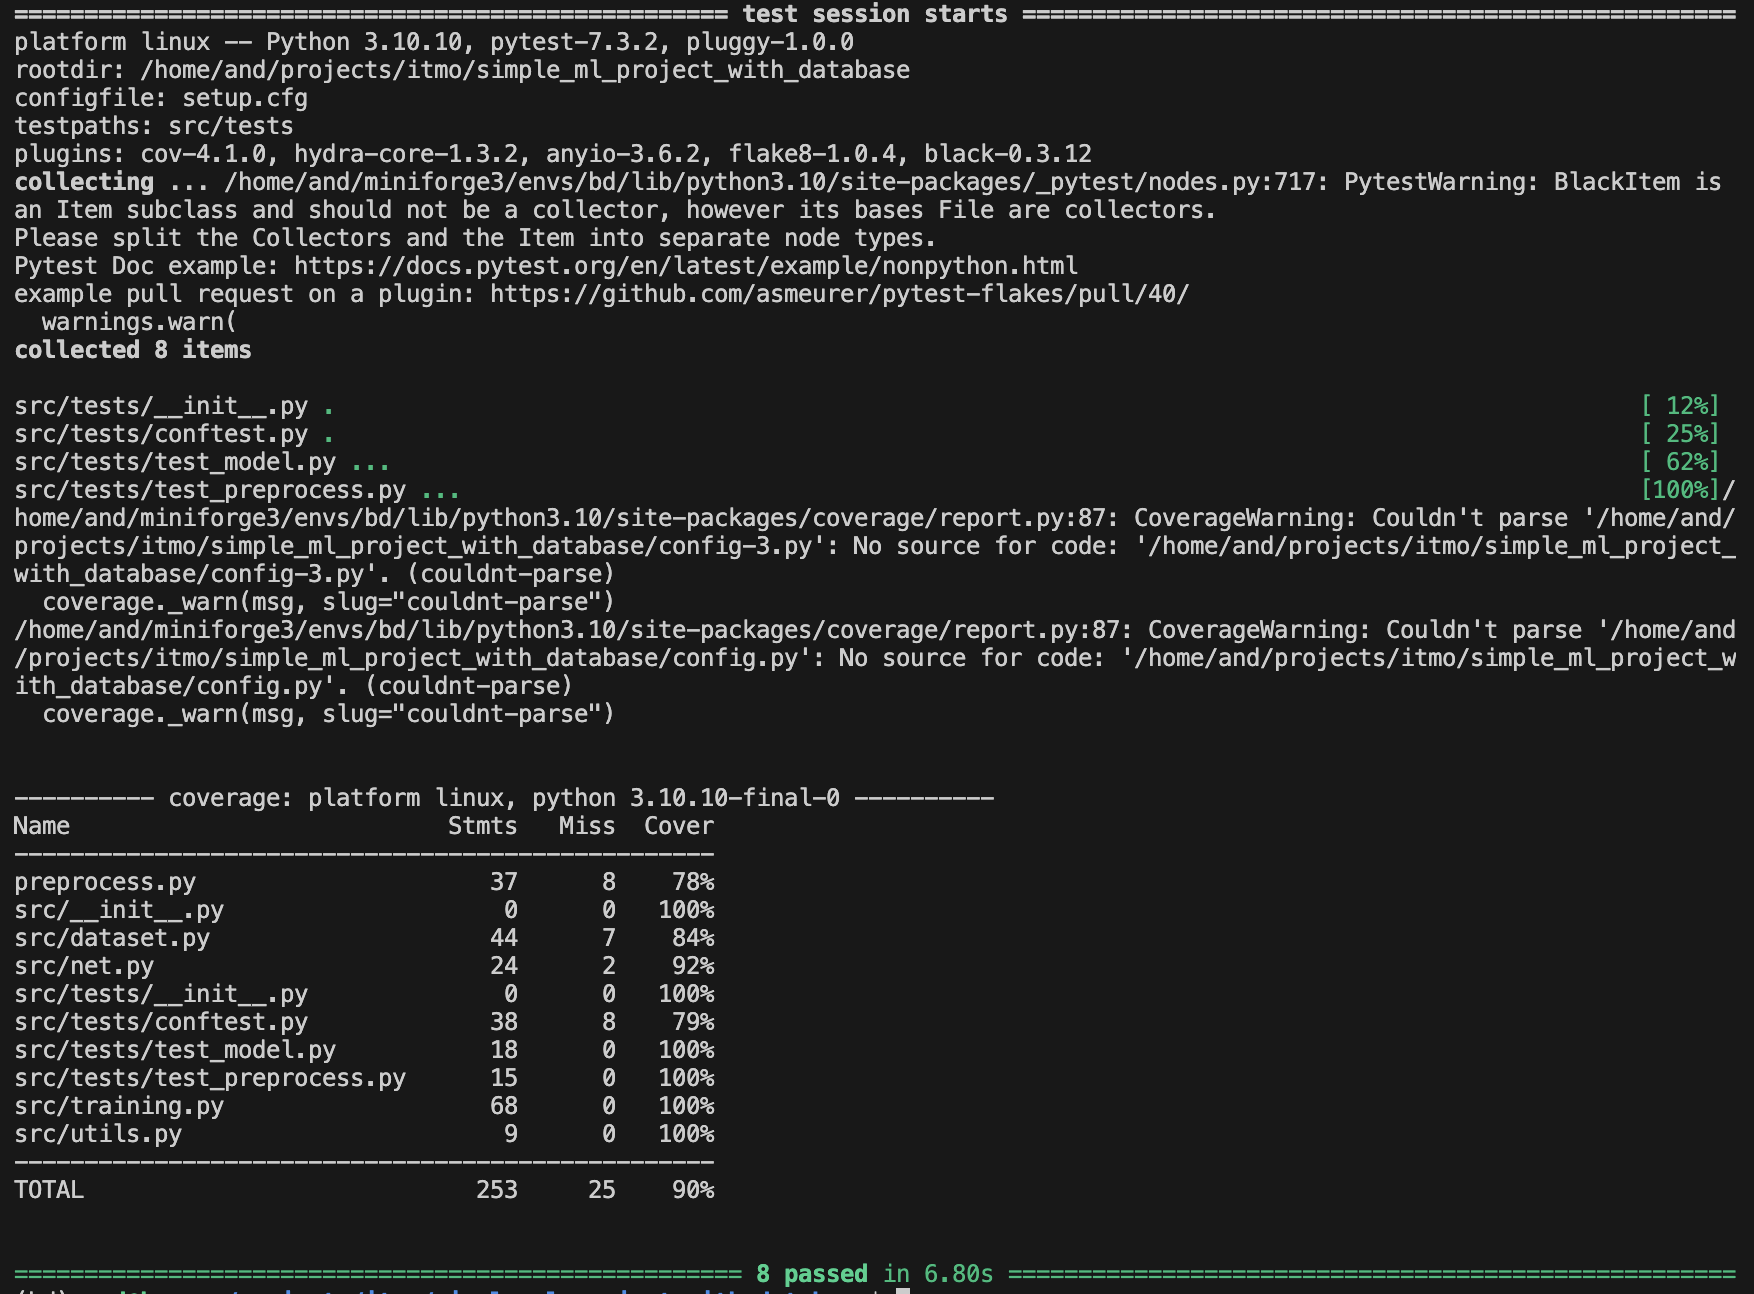 =================================================== test session starts ===================================================
platform linux -- Python 3.10.10, pytest-7.3.2, pluggy-1.0.0
rootdir: /home/and/projects/itmo/simple_ml_project_with_database
configfile: setup.cfg
testpaths: src/tests
plugins: cov-4.1.0, hydra-core-1.3.2, anyio-3.6.2, flake8-1.0.4, black-0.3.12
collecting ... /home/and/miniforge3/envs/bd/lib/python3.10/site-packages/_pytest/nodes.py:717: PytestWarning: BlackItem is
an Item subclass and should not be a collector, however its bases File are collectors.
Please split the Collectors and the Item into separate node types.
Pytest Doc example: https://docs.pytest.org/en/latest/example/nonpython.html
example pull request on a plugin: https://github.com/asmeurer/pytest-flakes/pull/40/
  warnings.warn(
collected 8 items

src/tests/__init__.py . [ 12%]
src/tests/conftest.py . [ 25%]
src/tests/test_model.py ... [ 62%]
src/tests/test_preprocess.py ... [100%]/
home/and/miniforge3/envs/bd/lib/python3.10/site-packages/coverage/report.py:87: CoverageWarning: Couldn't parse '/home/and/
projects/itmo/simple_ml_project_with_database/config-3.py': No source for code: '/home/and/projects/itmo/simple_ml_project_
with_database/config-3.py'. (couldnt-parse)
  coverage._warn(msg, slug="couldnt-parse")
/home/and/miniforge3/envs/bd/lib/python3.10/site-packages/coverage/report.py:87: CoverageWarning: Couldn't parse '/home/and
/projects/itmo/simple_ml_project_with_database/config.py': No source for code: '/home/and/projects/itmo/simple_ml_project_w
ith_database/config.py'. (couldnt-parse)
  coverage._warn(msg, slug="couldnt-parse")

---------- coverage: platform linux, python 3.10.10-final-0 ----------
Name                           Stmts   Miss  Cover
--------------------------------------------------
preprocess.py                     37      8    78%
src/__init__.py                    0      0   100%
src/dataset.py                    44      7    84%
src/net.py                        24      2    92%
src/tests/__init__.py              0      0   100%
src/tests/conftest.py             38      8    79%
src/tests/test_model.py           18      0   100%
src/tests/test_preprocess.py      15      0   100%
src/training.py                   68      0   100%
src/utils.py                       9      0   100%
--------------------------------------------------
TOTAL                            253     25    90%

==================================================== 8 passed in 6.80s ====================================================